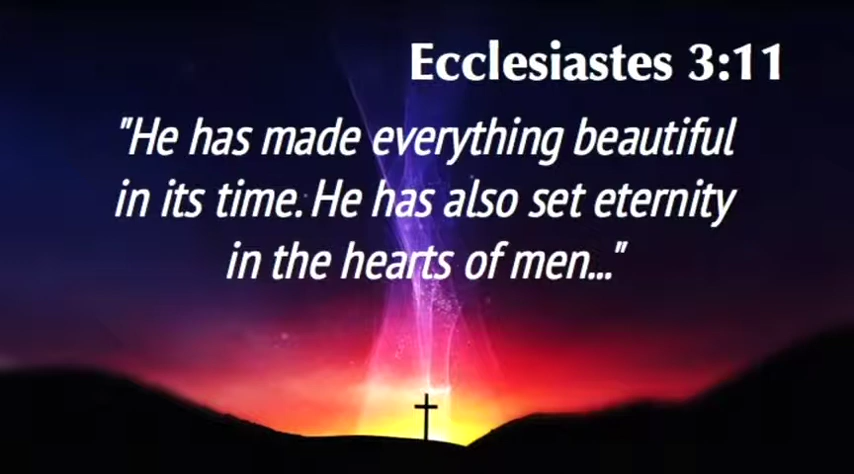 Ecclesiastes 3:11
"He has made everything beautiful
in its time. He has also set eternity
in the hearts of men..."